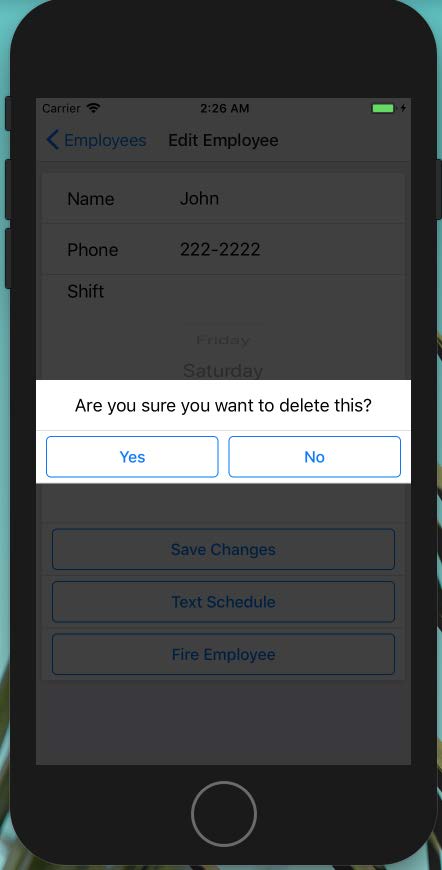 Carrier 2:26 AM
Employees Edit Employee
Name John
Phone 222-2222
Shift
Friday
Saturday
Are you sure you want to delete this?
Yes No
Save Changes
Text Schedule
Fire Employee